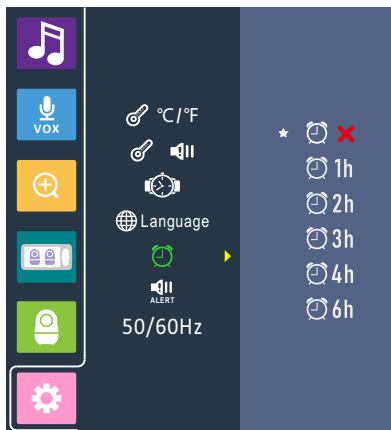 VOX
°C/°F
Language
ALERT
50/60Hz
1h
2h
3h
4h
6h